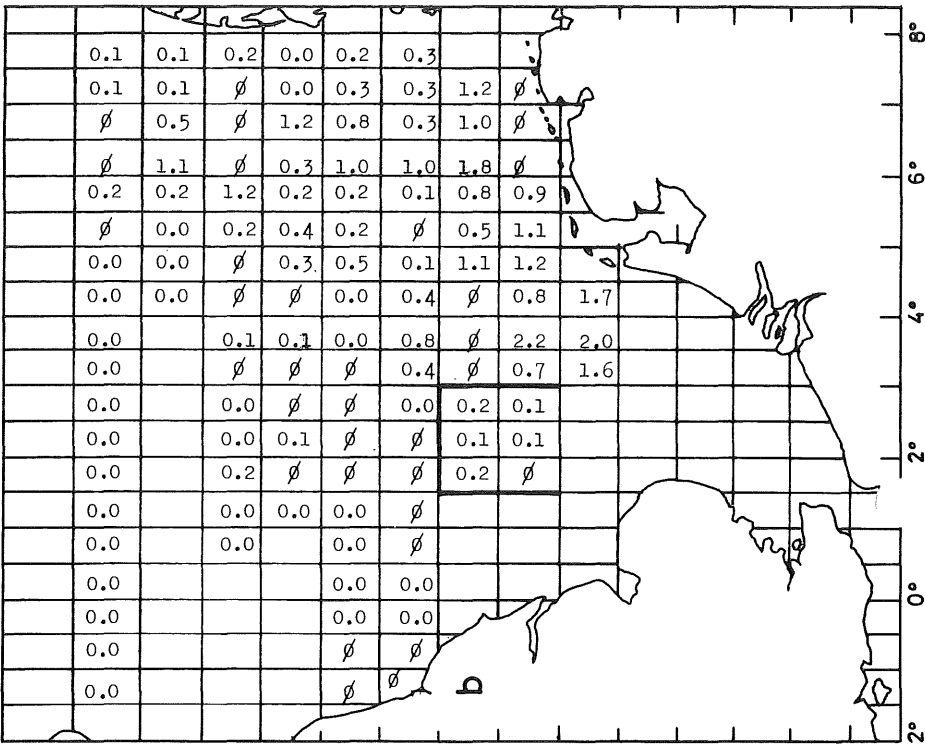 8°
0.1 0.1 0.2 0.0 0.2 0.3
0.1 0.1 ϕ 0.0 0.3 0.3 1.2 ϕ
ϕ 0.5 ϕ 1.2 0.8 0.3 1.0 ϕ
ϕ 1.1 ϕ 0.3 1.0 1.0 1.8 ϕ
6°
0.2 0.2 1.2 0.2 0.2 0.1 0.8 0.9
ϕ 0.0 0.2 0.4 0.2 ϕ 0.5 1.1
0.0 0.0 ϕ 0.3 0.5 0.1 1.1 1.2
0.0 0.0 ϕ ϕ 0.0 0.4 ϕ 0.8 1.7
4°
0.0 0.1 0.1 0.0 0.8 ϕ 2.2 2.0
0.0 ϕ ϕ ϕ 0.4 ϕ 0.7 1.6
0.0 0.0 ϕ ϕ 0.0 0.2 0.1
0.0 0.0 0.1 ϕ ϕ 0.1 0.1
2°
0.0 0.2 ϕ ϕ ϕ 0.2 ϕ
0.0 0.0 0.0 0.0 ϕ
0.0 0.0 0.0 ϕ
0.0 0.0 0.0
0°
0.0 0.0 0.0
0.0 ϕ ϕ
0.0 ϕ ϕ
b
2°